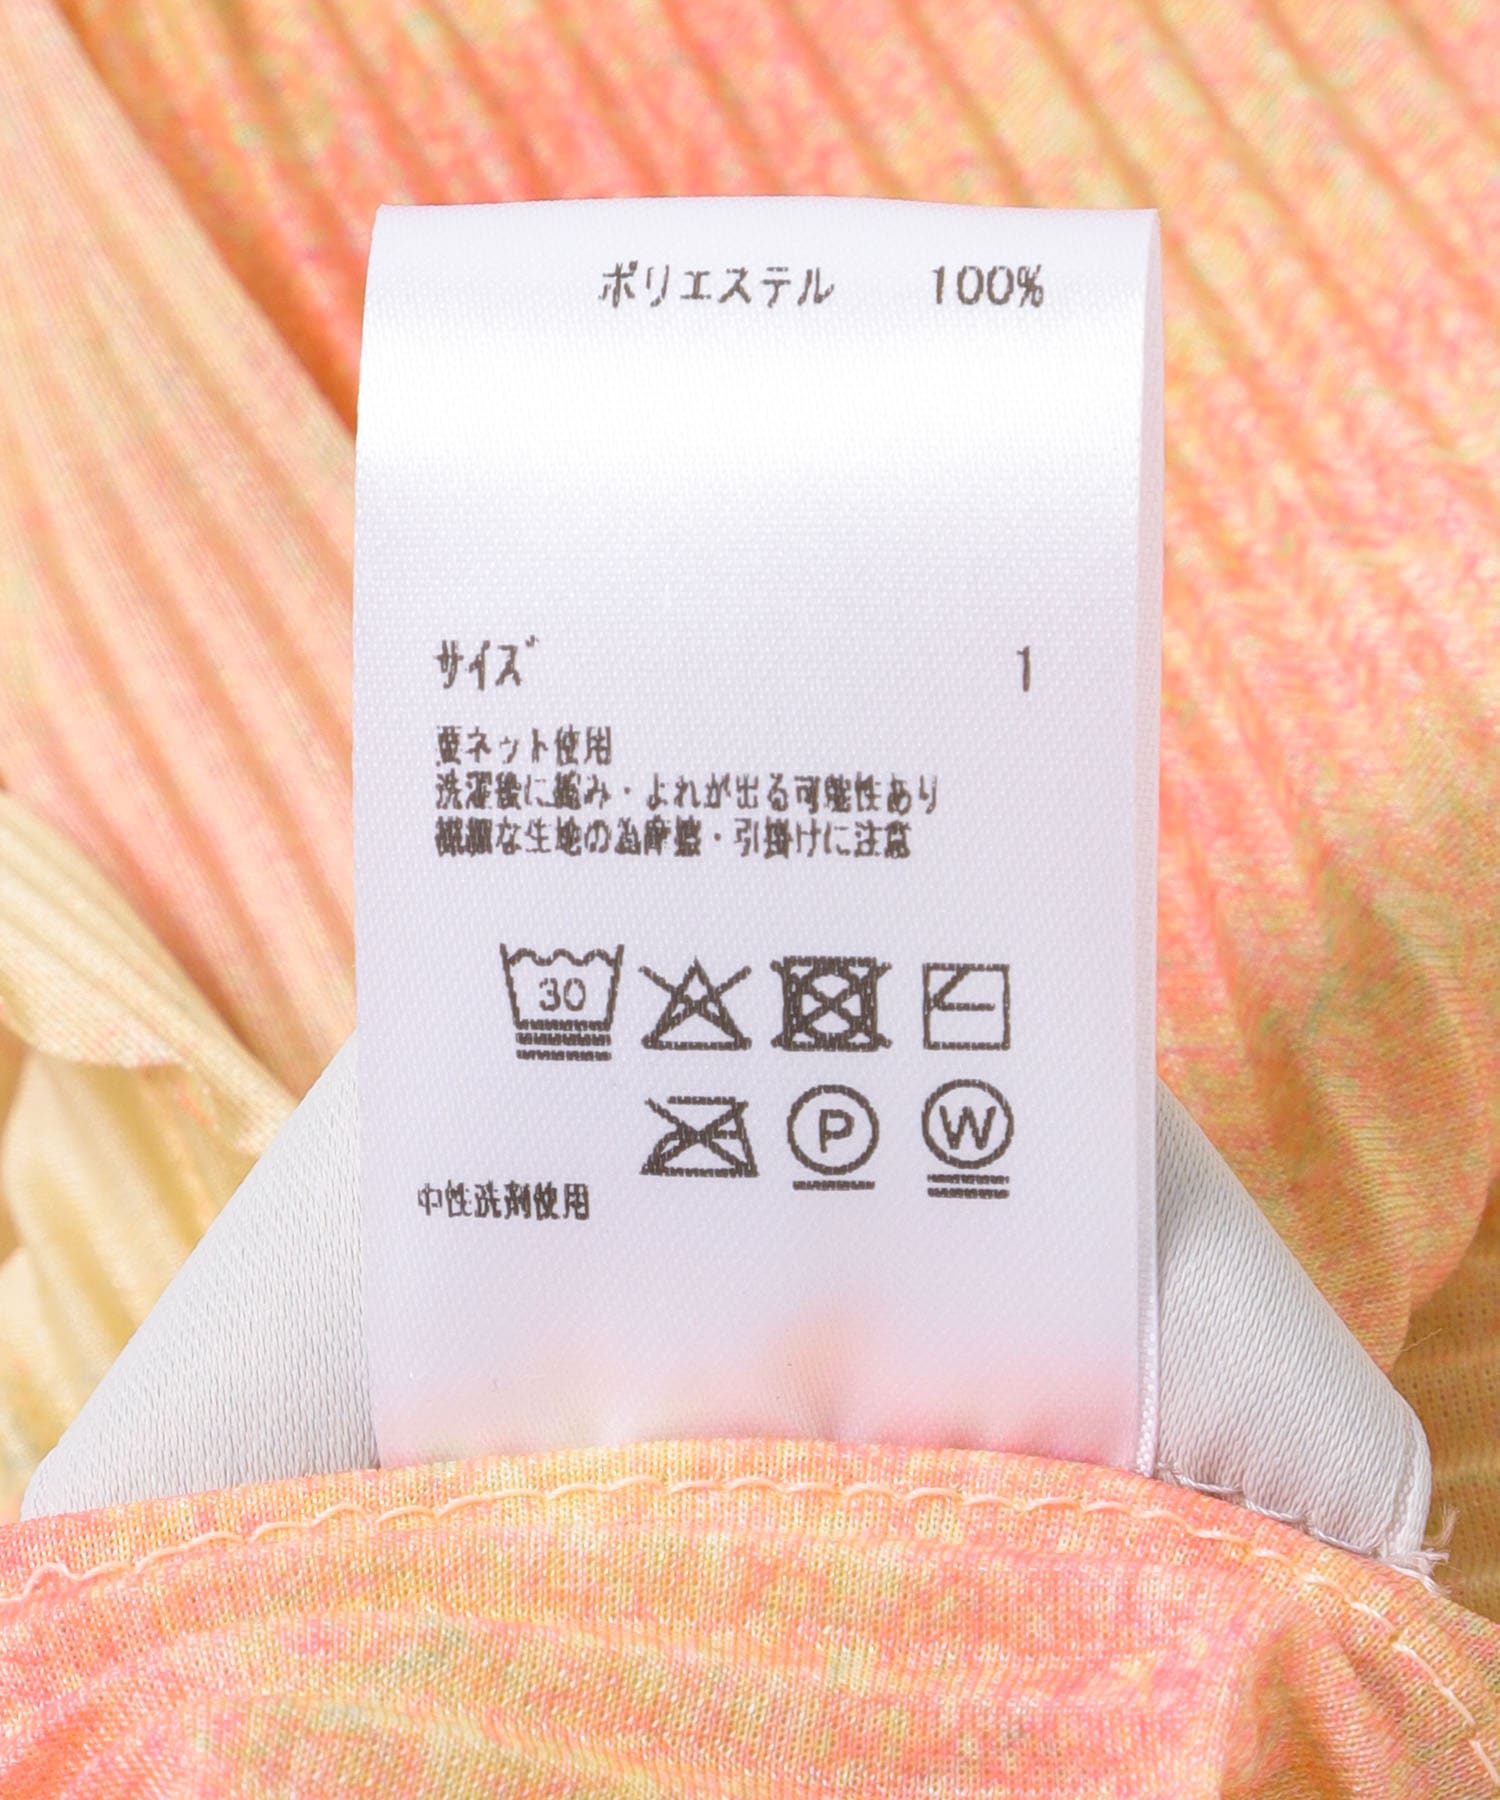 ポリエステル 100%
サイズ 1
要ネット使用
洗濯後に縮み・よれが出る可能性あり
繊細な生地の為摩擦・引掛けに注意
30
P W
中性洗剤使用